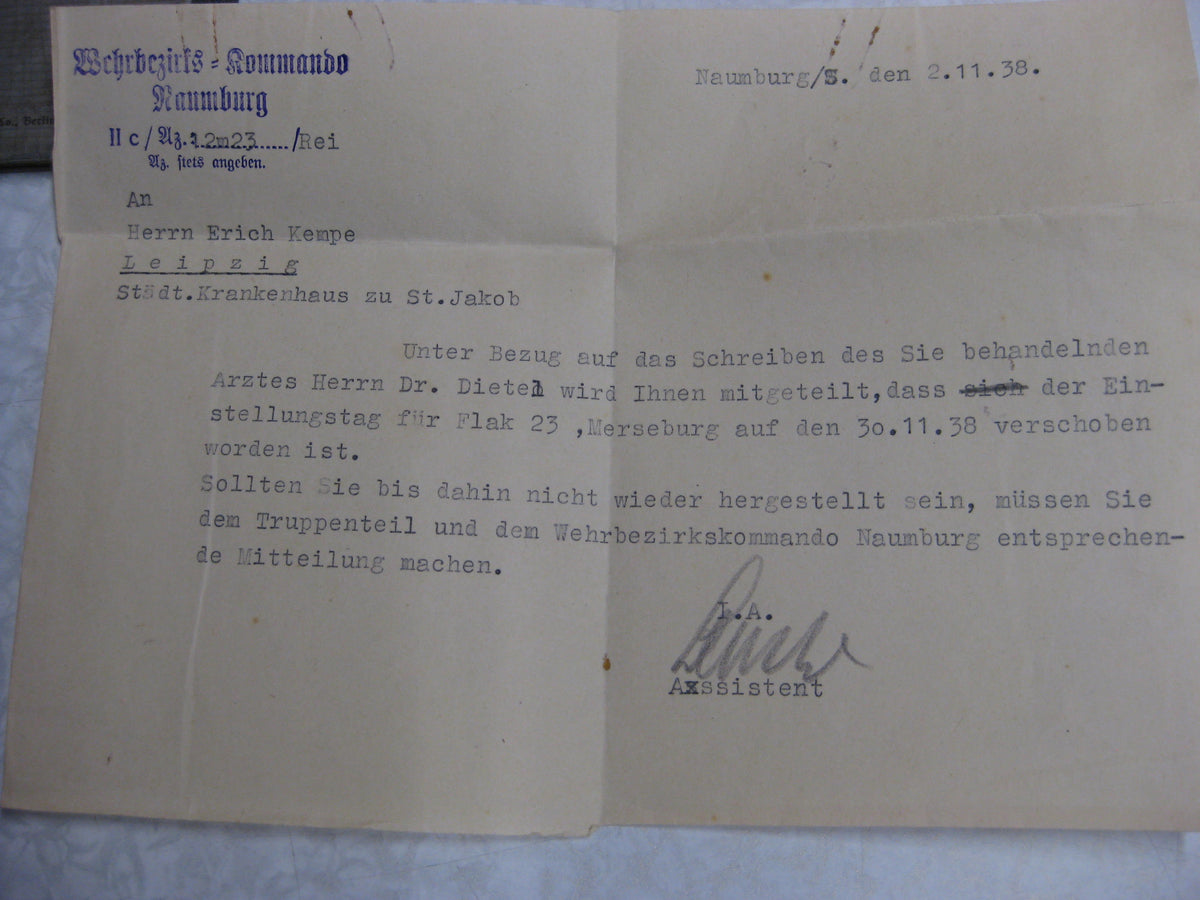 Wehrbezirks-Kommando
Naumburg
II c / Az. 12m23 /Rei
Az. stets angeben.
Naumburg/S. den 2.11.38.
An
Herrn Erich Kempe
Leipzig
Städt.Krankenhaus zu St.Jakob
Unter Bezug auf das Schreiben des Sie behandelnden
Arztes Herrn Dr. Dietel wird Ihnen mitgeteilt,dass sich der Ein-
stellungstag für Flak 23 ,Merseburg auf den 30.11.38 verschoben
worden ist.
Sollten Sie bis dahin nicht wieder hergestellt sein, müssen Sie
dem Truppenteil und dem Wehrbezirkskommando Naumburg entsprechen-
de Mitteilung machen.
I.A.
Axssistent
Co., Berlin